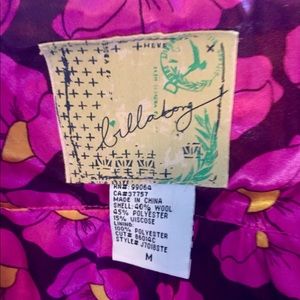 billabong
RN#: 99064
CA#37757
MADE IN CHINA
SHELL: 40% WOOL
45% POLYESTER
15% VISCOSE
LINING:
100% POLYESTER
STYLE# J7018STE
M